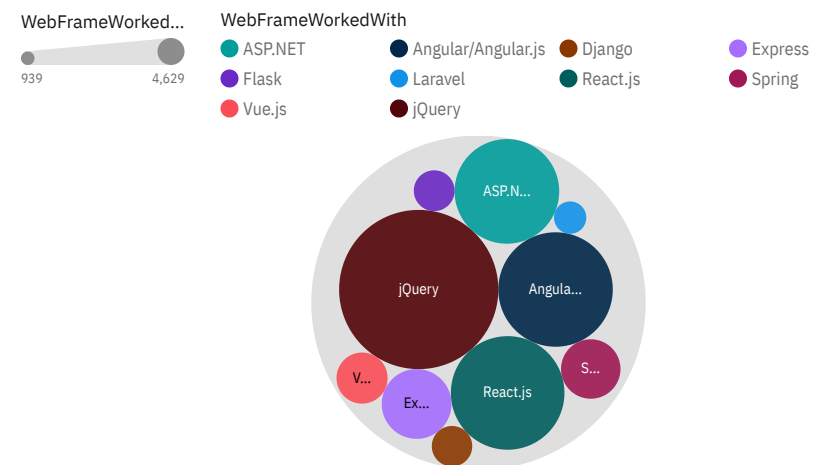 WebFrameWorked...
939
4,629
WebFrameWorkedWith
ASP.NET
Angular/Angular.js
Django
Express
Flask
Laravel
React.js
Spring
Vue.js
jQuery
ASP.N...
jQuery
Angula...
V...
Ex...
React.js
S...